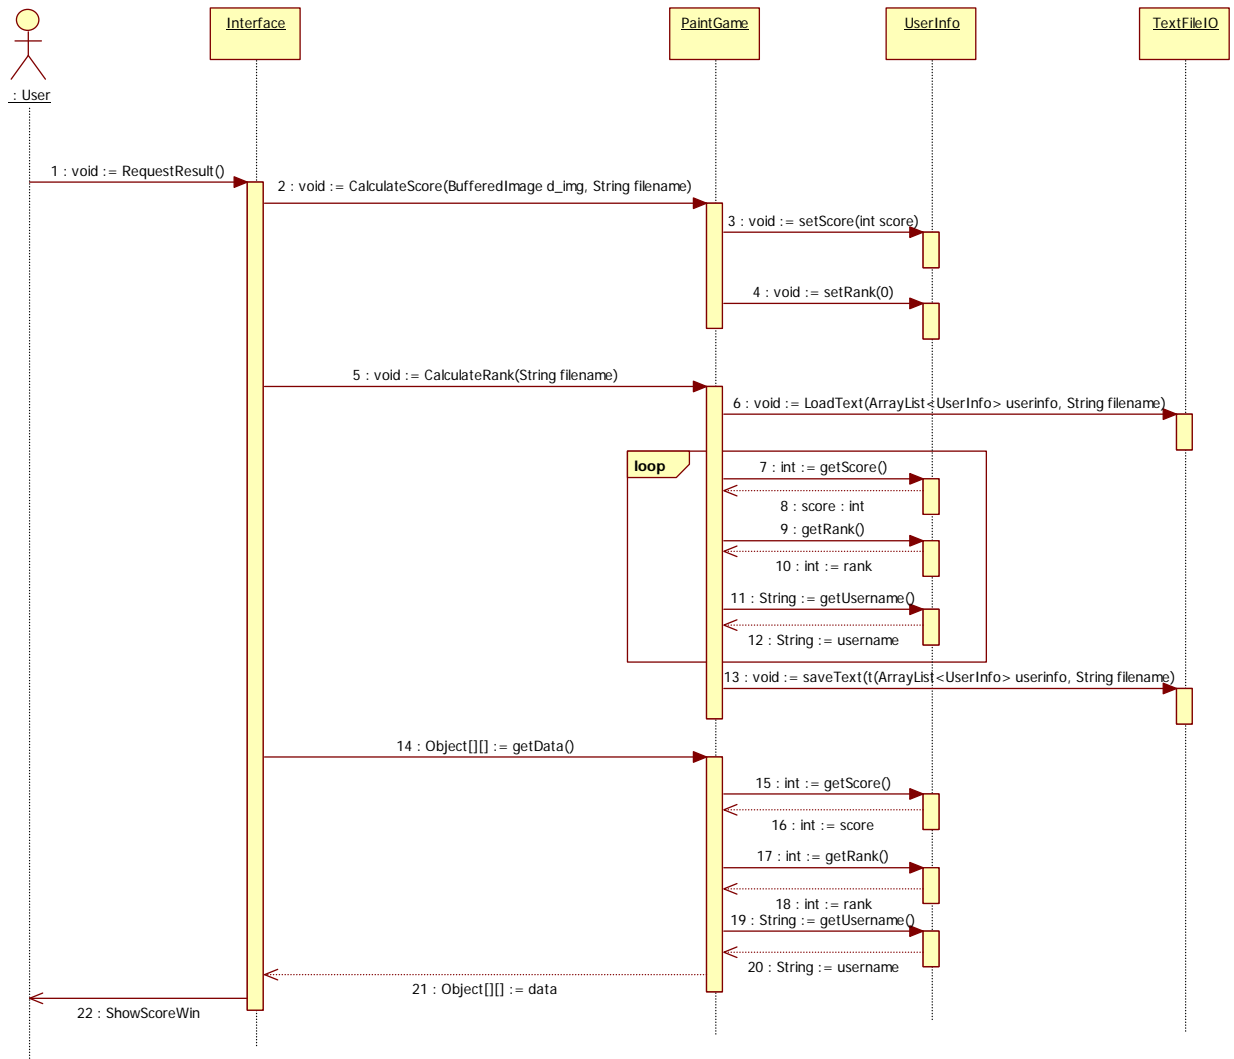 Interface
PaintGame
UserInfo
TextFileIO
: User
1 : void := RequestResult()
2 : void := CalculateScore(BufferedImage d_img, String filename)
3 : void := setScore(int score)
4 : void := setRank(0)
5 : void := CalculateRank(String filename)
6 : void := LoadText(ArrayList<UserInfo> userinfo, String filename)
loop
7 : int := getScore()
8 : score : int
9 : getRank()
10 : int := rank
11 : String := getUsername()
12 : String := username
13 : void := saveText(t(ArrayList<UserInfo> userinfo, String filename)
14 : Object[][] := getData()
15 : int := getScore()
16 : int := score
17 : int := getRank()
18 : int := rank
19 : String := getUsername()
20 : String := username
21 : Object[][] := data
22 : ShowScoreWin